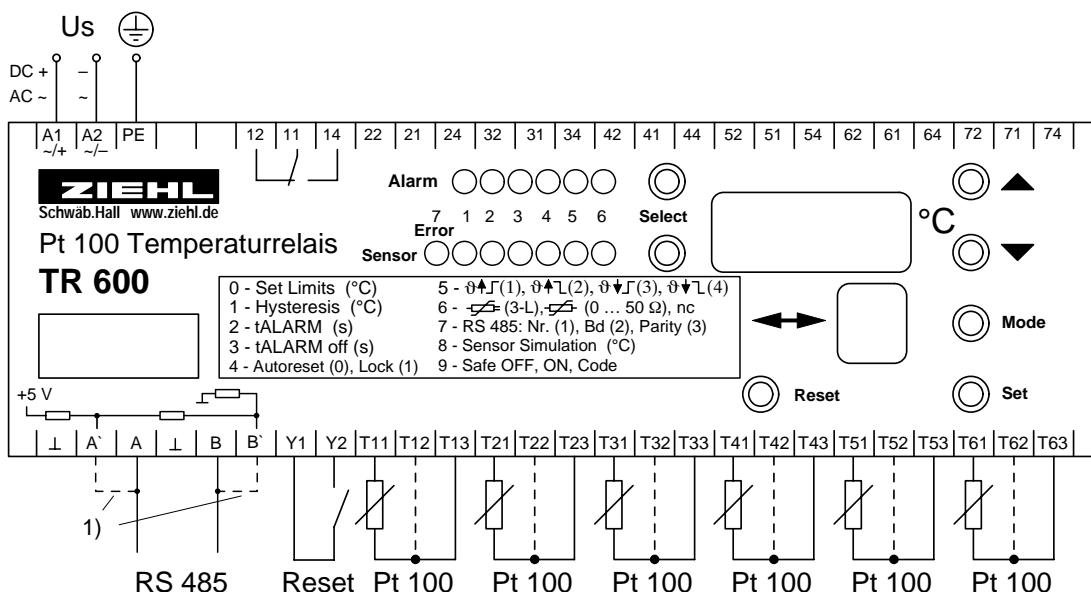 Us
DC + –
AC ~ ~
A1 A2 PE 12 11 14 22 21 24 32 31 34 42 41 44 52 51 54 62 61 64 72 71 74
~/+ ~/–
ZIEHL
Schwäb.Hall www.ziehl.de
Alarm
7 1 2 3 4 5 6 Select
Error
Sensor
°C
Pt 100 Temperaturrelais
TR 600
0 - Set Limits (°C)
1 - Hysteresis (°C)
2 - tALARM (s)
3 - tALARM off (s)
4 - Autoreset (0), Lock (1)
5 - ϑ (1), ϑ (2), ϑ (3), ϑ (4)
6 - (3-L), (0 … 50 Ω), nc
7 - RS 485: Nr. (1), Bd (2), Parity (3)
8 - Sensor Simulation (°C)
9 - Safe OFF, ON, Code
Mode
Reset
Set
+5 V
⊥ A` A ⊥ B B` Y1 Y2 T11 T12 T13 T21 T22 T23 T31 T32 T33 T41 T42 T43 T51 T52 T53 T61 T62 T63
1)
RS 485 Reset Pt 100 Pt 100 Pt 100 Pt 100 Pt 100 Pt 100